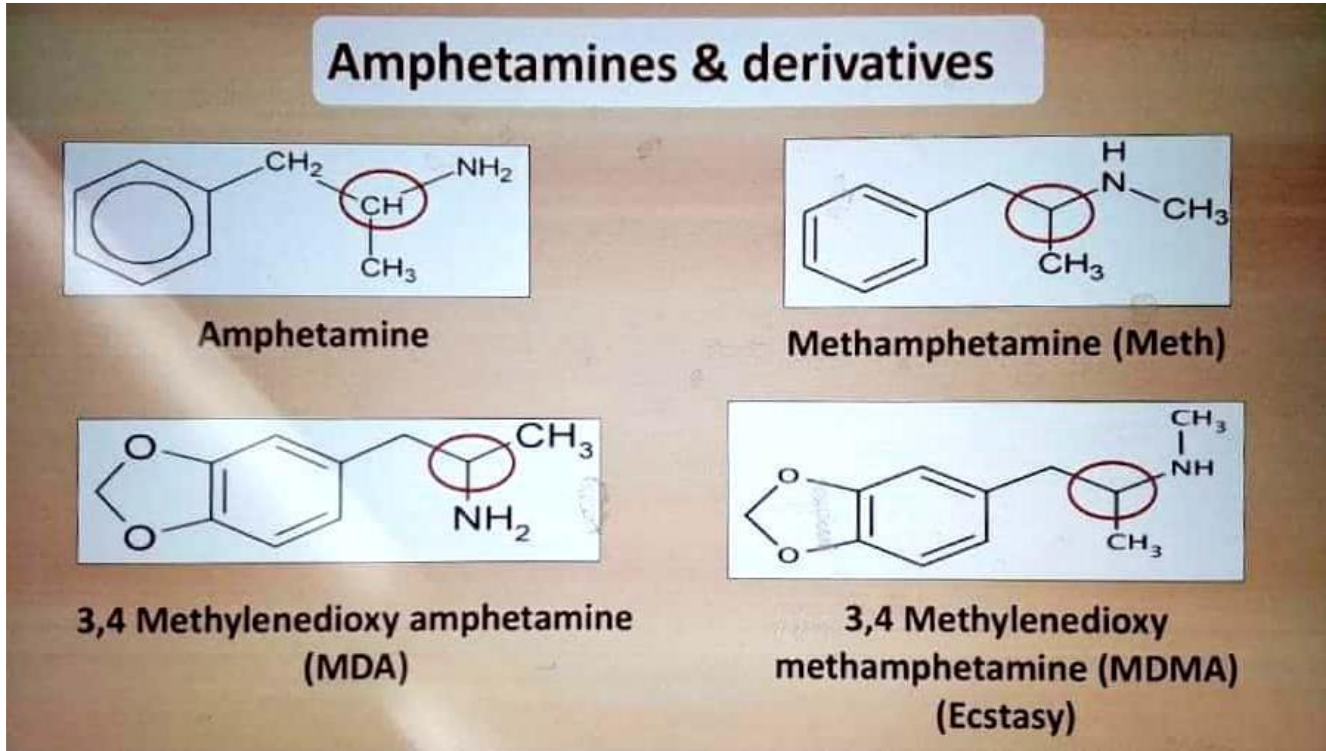 Amphetamines & derivatives
CH₂
NH₂
CH
CH₃
Amphetamine
H
N
CH₃
CH₃
Methamphetamine (Meth)
O
CH₃
O
NH₂
3,4 Methylenedioxy amphetamine
(MDA)
CH₃
NH
O
O
CH₃
3,4 Methylenedioxy
methamphetamine (MDMA)
(Ecstasy)